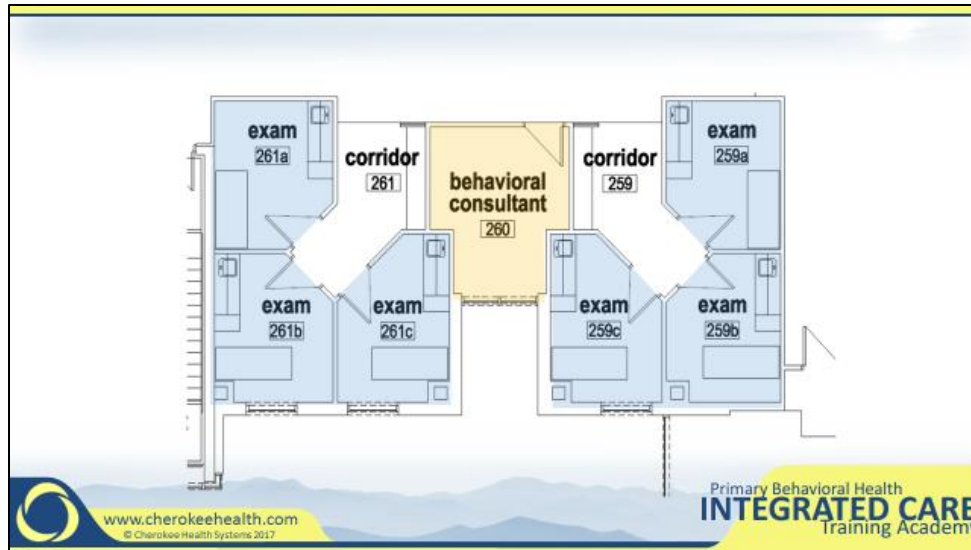 exam
261a
corridor
261
behavioral
consultant
260
corridor
259
exam
259a
exam
261b
exam
261c
exam
259c
exam
259b
www.cherokeehealth.com
© Cherokee Health Systems 2017
Primary Behavioral Health
INTEGRATED CARE
Training Academy